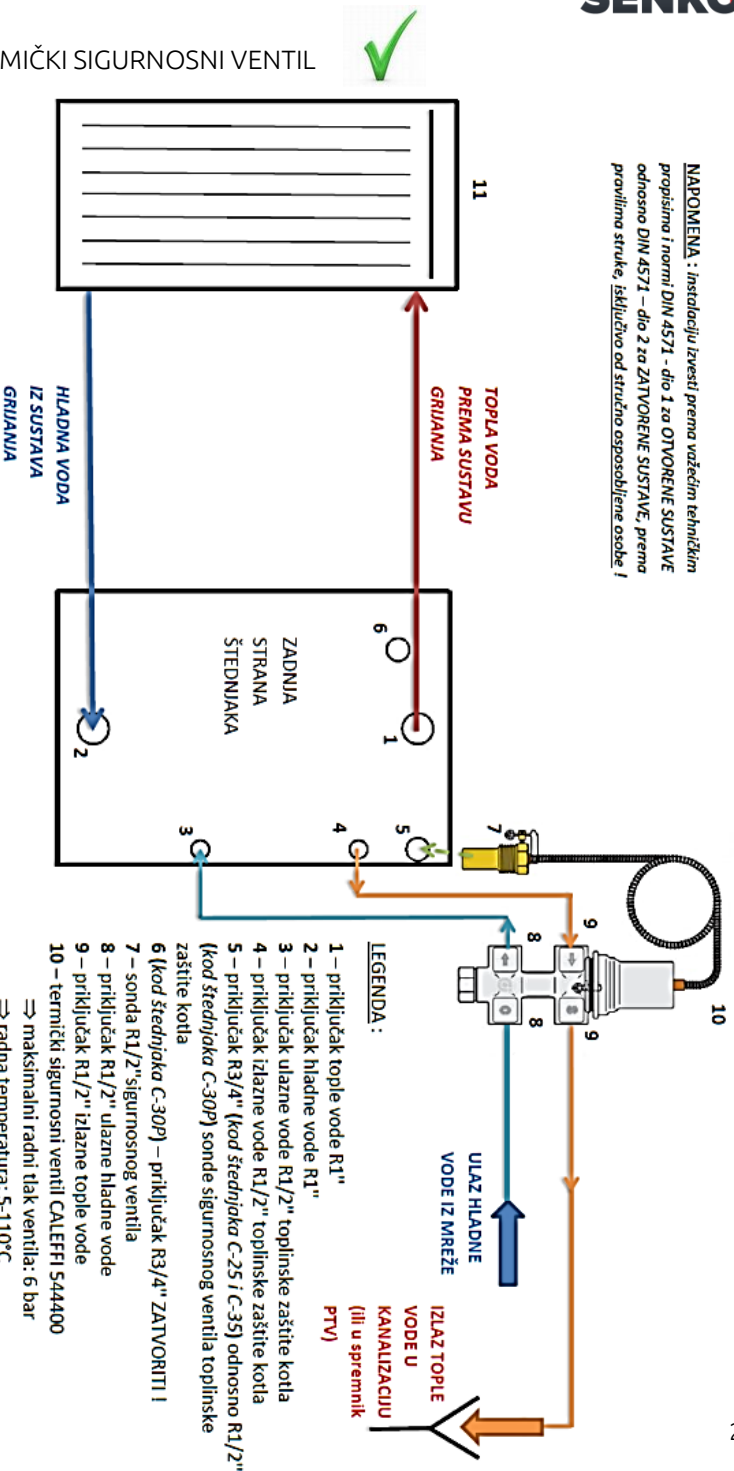 SENKO
MIČKI SIGURNOSNI VENTIL
NAPOMENA : instalaciju izvesti prema važećim tehničkim
propisima i normi DIN 4571 - dio 1 za OTVORENE SUSTAVE
odnosno DIN 4571 – dio 2 za ZATVORENE SUSTAVE, prema
pravilima struke, isključivo od stručno osposobljene osobe !
11
TOPLA VODA
PREMA SUSTAVU
GRIJANJA
HLADNA VODA
IZ SUSTAVA
GRIJANJA
ZADNJA
STRANA
ŠTEDNJAKA
6
1
2
3
4
5
7
8
8
9
9
10
ULAZ HLADNE
VODE IZ MREŽE
IZLAZ TOPLE
VODE U
KANALIZACIJU
(ili u spremnik
PTV)
LEGENDA :
1 – priključak tople vode R1"
2 – priključak hladne vode R1"
3 – priključak ulazne vode R1/2" toplinske zaštite kotla
4 – priključak izlazne vode R1/2" toplinske zaštite kotla
5 – priključak R3/4" (kod štednjaka C-25 i C-35) odnosno R1/2"
(kod štednjaka C-30P) sonde sigurnosnog ventila toplinske
zaštite kotla
6 (kod štednjaka C-30P) – priključak R3/4" ZATVORITI !
7 – sonda R1/2"sigurnosnog ventila
8 – priključak R1/2" ulazne hladne vode
9 – priključak R1/2" izlazne tople vode
10 – termički sigurnosni ventil CALEFFI 544400
⇒ maksimalni radni tlak ventila: 6 bar
⇒ radna temperatura: 5-110°C
2